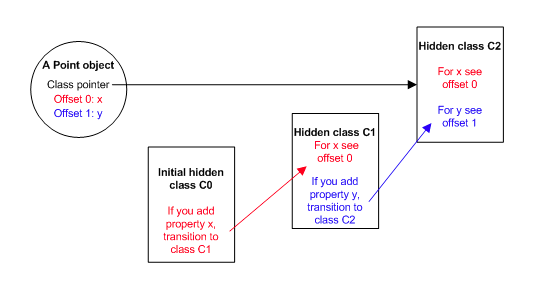 A Point object
Class pointer
Offset 0: x
Offset 1: y
Initial hidden
class C0
If you add
property x,
transition to
class C1
Hidden class C1
For x see
offset 0
If you add
property y,
transition to
class C2
Hidden class C2
For x see
offset 0
For y see
offset 1